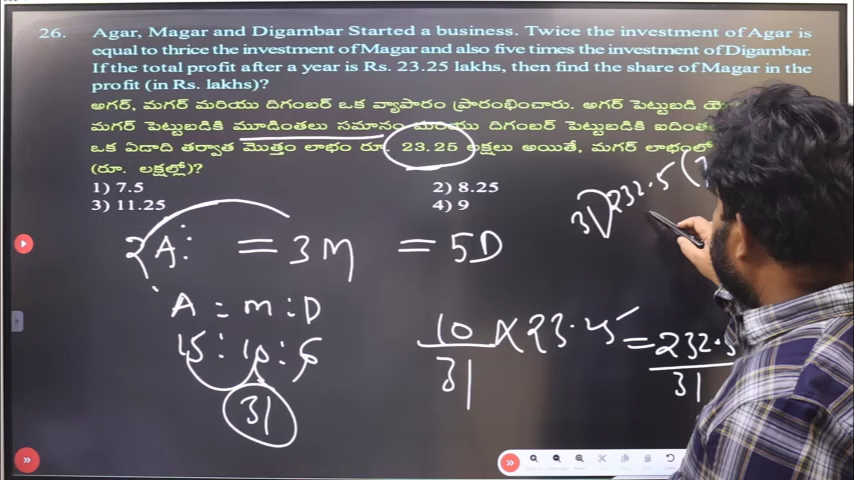 26. Agar, Magar and Digambar Started a business. Twice the investment of Agar is
equal to thrice the investment of Magar and also five times the investment of Digambar.
If the total profit after a year is Rs. 23.25 lakhs, then find the share of Magar in the
profit (in Rs. lakhs)?
అగర్, మగర్ మరియు దిగంబర్ ఒక వ్యాపారం ప్రారంభించారు. అగర్ పెట్టుబడి
మగర్ పెట్టుబడికి మూడింతలు సమానం మరియు దిగంబర్ పెట్టుబడికి
ఒక ఏడాది తర్వాత మొత్తం లాభం రూ. 23.25 లక్షలు అయితే, మగర్
(రూ. లక్షల్లో)?
1) 7.5 2) 8.25
3) 11.25 4) 9
31)232.5(7
2A = 3M = 5D
A : M : D
15 : 10 : 6
31
10/31 × 23.25 = 232.5/31